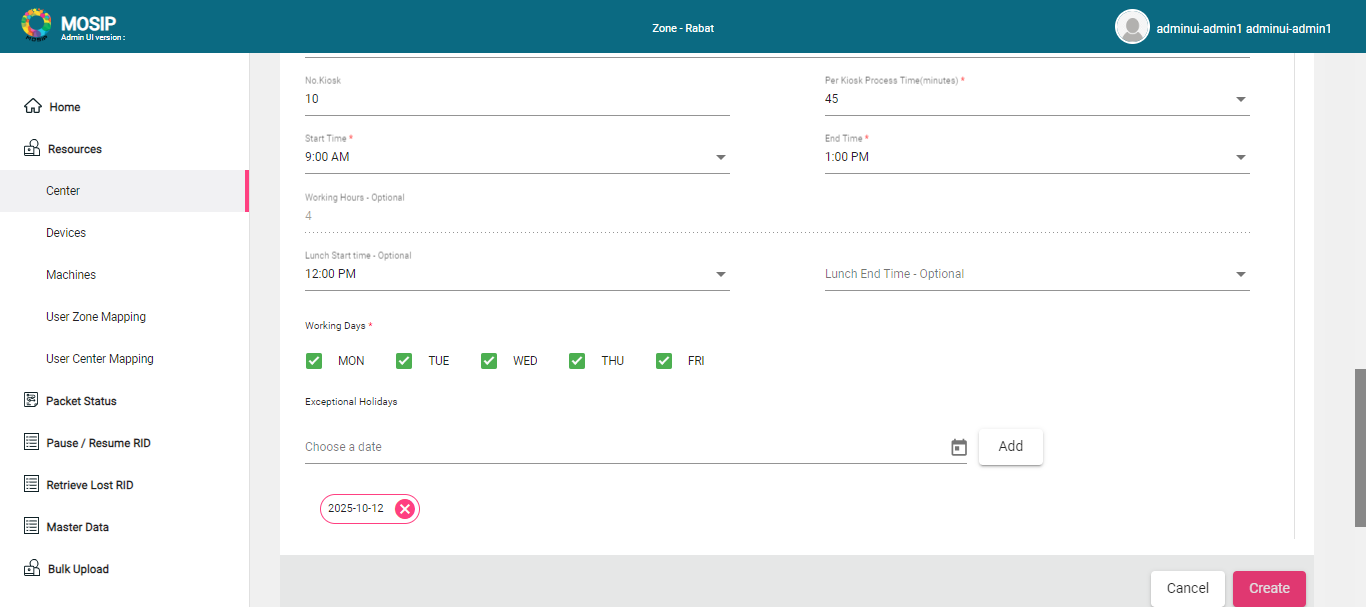 MOSIP
Admin UI version :
Zone - Rabat
adminui-admin1 adminui-admin1
Home
Resources
Center
Devices
Machines
User Zone Mapping
User Center Mapping
Packet Status
Pause / Resume RID
Retrieve Lost RID
Master Data
Bulk Upload
No.Kiosk
10
Per Kiosk Process Time(minutes) *
45
Start Time *
9:00 AM
End Time *
1:00 PM
Working Hours - Optional
4
Lunch Start time - Optional
12:00 PM
Lunch End Time - Optional
Working Days *
MON TUE WED THU FRI
Exceptional Holidays
Choose a date
Add
2025-10-12
Cancel
Create